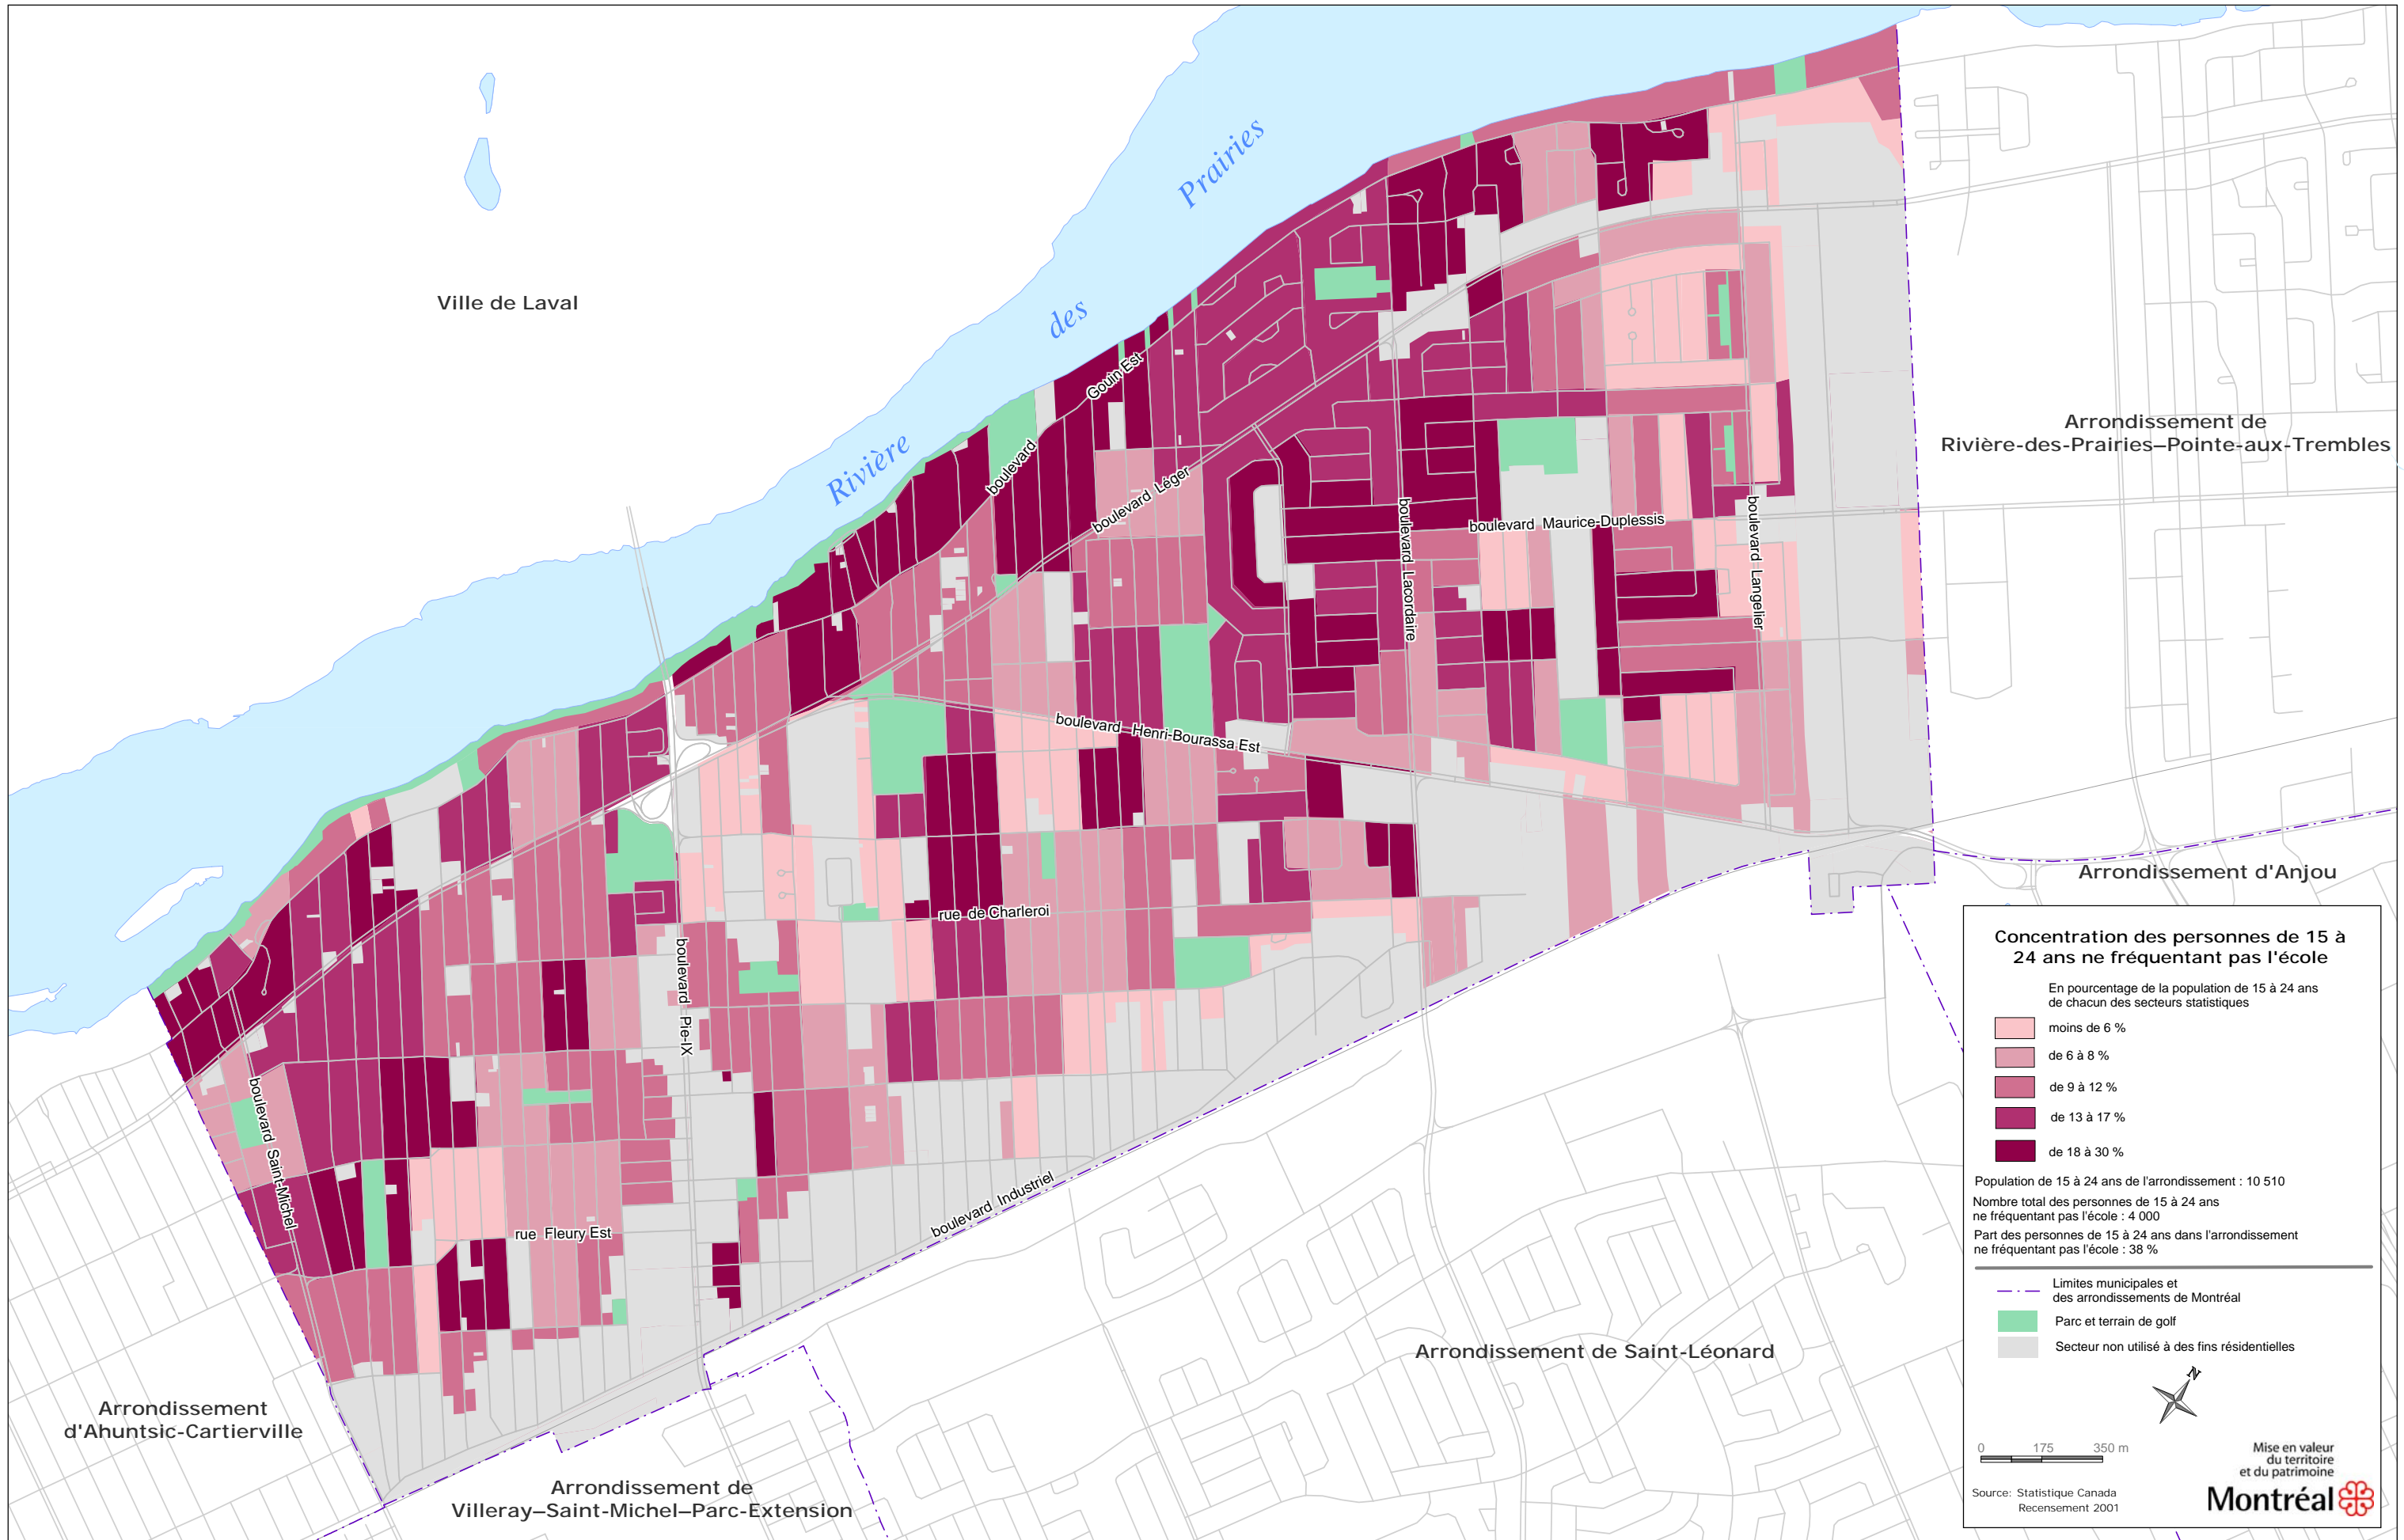 Ville de Laval
Rivière
des
Prairies
boulevard
Gouin Est
boulevard Léger
boulevard Maurice-Duplessis
boulevard Lacordaire
boulevard Langelier
boulevard Henri-Bourassa Est
rue de Charleroi
boulevard Pie-IX
boulevard Saint-Michel
rue Fleury Est
boulevard Industriel
Arrondissement de
Rivière-des-Prairies–Pointe-aux-Trembles
Arrondissement d'Anjou
Arrondissement de Saint-Léonard
Arrondissement
d'Ahuntsic-Cartierville
Arrondissement de
Villeray–Saint-Michel–Parc-Extension
Concentration des personnes de 15 à
24 ans ne fréquentant pas l'école
En pourcentage de la population de 15 à 24 ans
de chacun des secteurs statistiques
moins de 6 %
de 6 à 8 %
de 9 à 12 %
de 13 à 17 %
de 18 à 30 %
Population de 15 à 24 ans de l'arrondissement : 10 510
Nombre total des personnes de 15 à 24 ans
ne fréquentant pas l'école : 4 000
Part des personnes de 15 à 24 ans dans l'arrondissement
ne fréquentant pas l'école : 38 %
Limites municipales et
des arrondissements de Montréal
Parc et terrain de golf
Secteur non utilisé à des fins résidentielles
N
0 175 350 m
Source: Statistique Canada
Recensement 2001
Mise en valeur
du territoire
et du patrimoine
Montréal